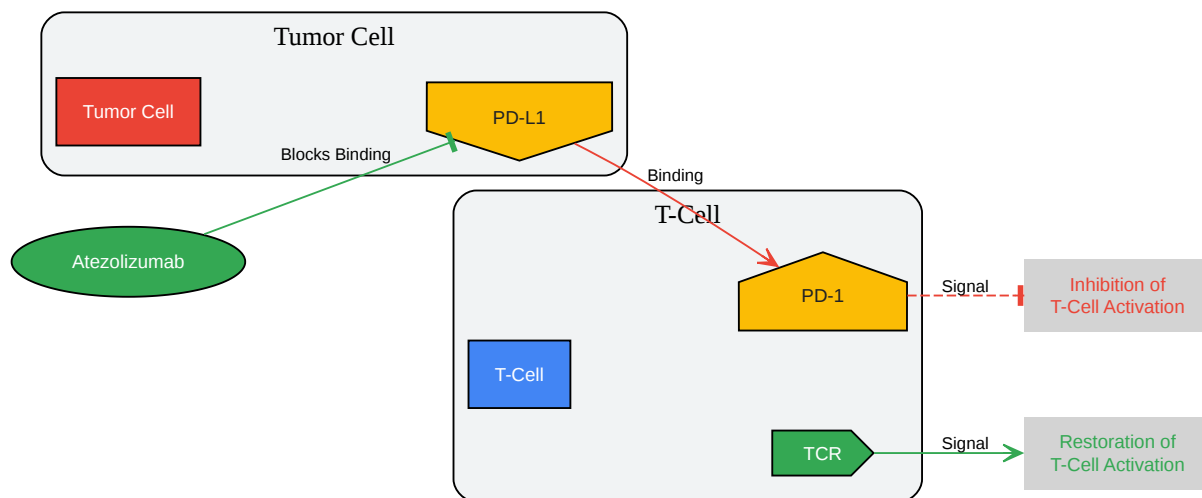 Tumor Cell
Tumor Cell
PD-L1
Blocks Binding
Binding
T-Cell
Atezolizumab
PD-1
Signal
Inhibition of
T-Cell Activation
T-Cell
TCR
Signal
Restoration of
T-Cell Activation